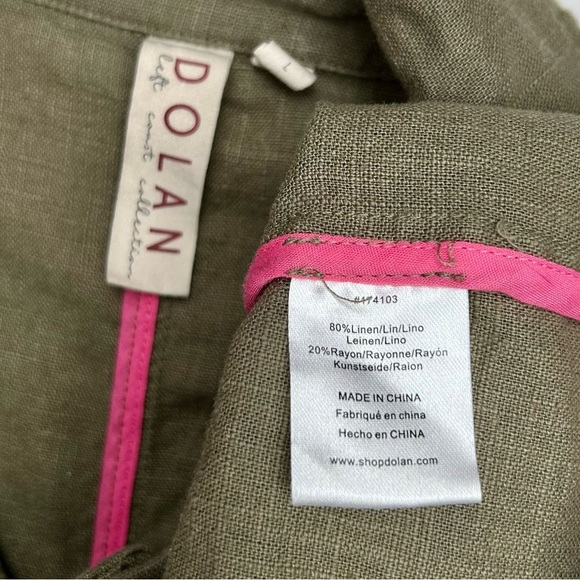 DOLAN
left coast collection
L
#174103
80%Linen/Lin/Lino
Leinen/Lino
20%Rayon/Rayonne/Rayón
Kunstseide/Raion
MADE IN CHINA
Fabriqué en china
Hecho en CHINA
www.shopdolan.com